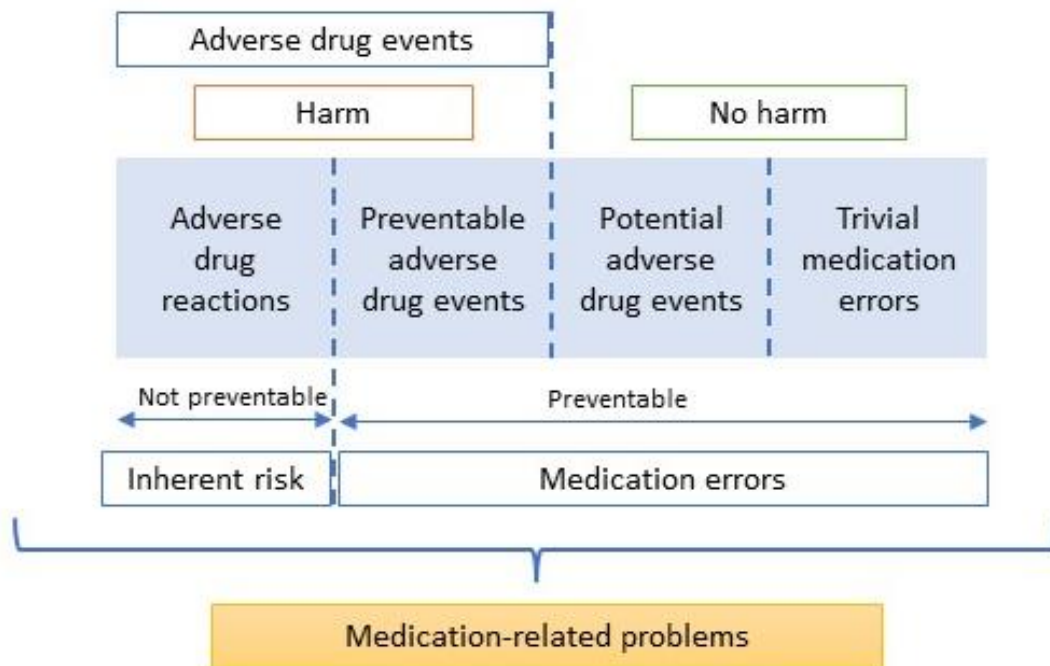 Adverse drug events
Harm
No harm
Adverse
drug
reactions
Preventable
adverse
drug events
Potential
adverse
drug events
Trivial
medication
errors
Not preventable
Preventable
Inherent risk
Medication errors
Medication-related problems